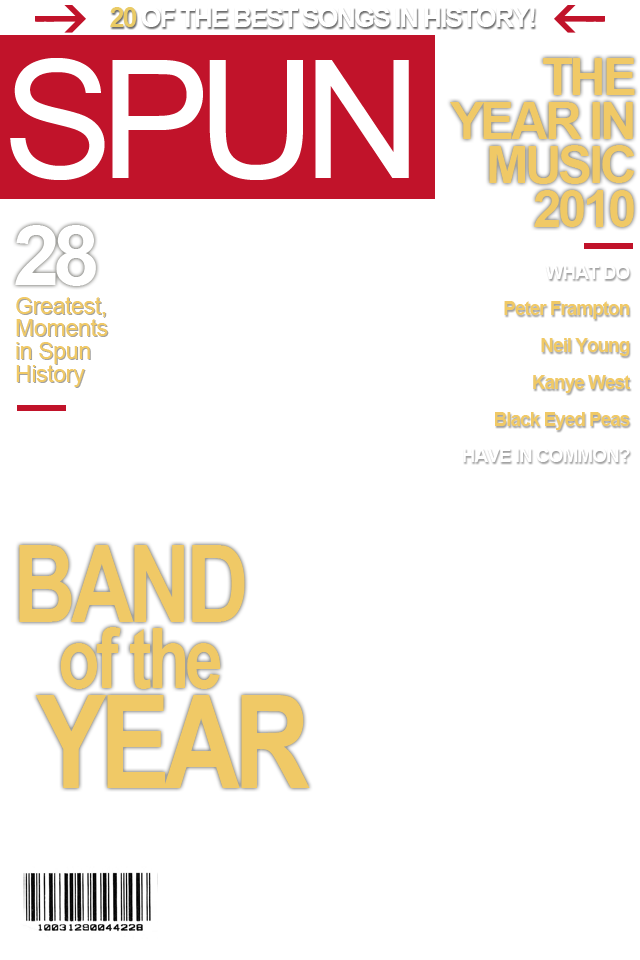 20 OF THE BEST SONGS IN HISTORY!
SPUN
THE
YEAR IN
MUSIC
2010
28
Greatest,
Moments
in Spun
History
WHAT DO
Peter Frampton
Neil Young
Kanye West
Black Eyed Peas
HAVE IN COMMON?
BAND
of the
YEAR
10031290044228